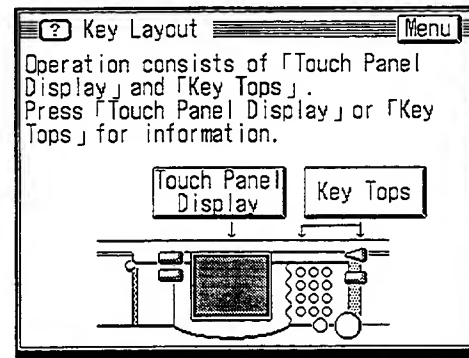 ? Key Layout Menu
Operation consists of「Touch Panel
Display」and「Key Tops」.
Press「Touch Panel Display」or「Key
Tops」for information.
Touch Panel
Display
Key Tops